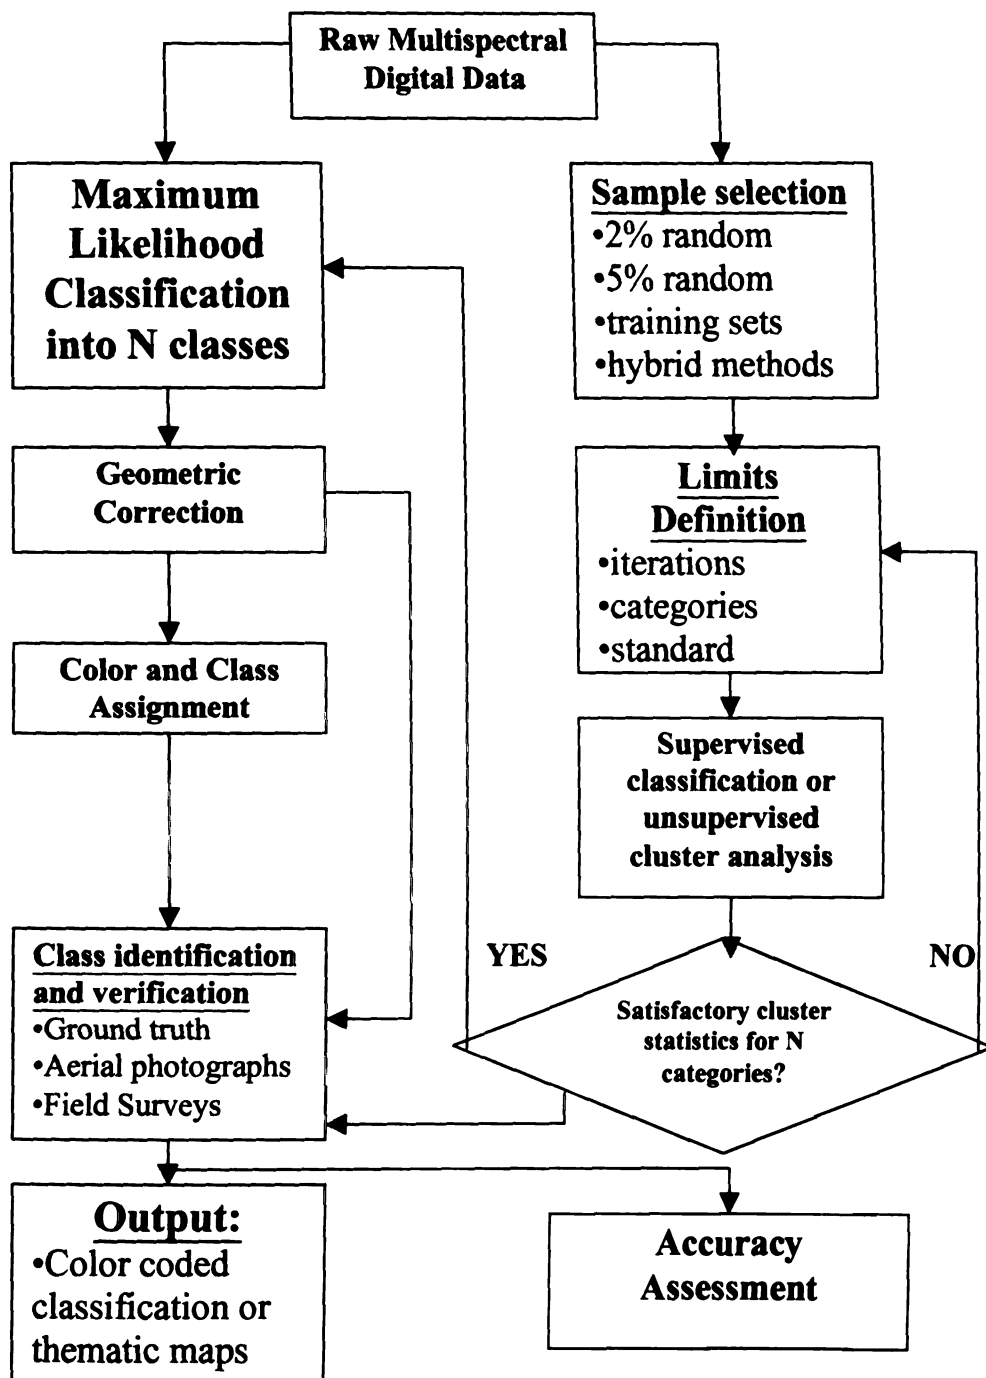 Raw Multispectral
Digital Data
Maximum
Likelihood
Classification
into N classes
Sample selection
•2% random
•5% random
•training sets
•hybrid methods
Geometric
Correction
Limits
Definition
•iterations
•categories
•standard
Color and Class
Assignment
Supervised
classification or
unsupervised
cluster analysis
Class identification
and verification
•Ground truth
•Aerial photographs
•Field Surveys
YES
NO
Satisfactory cluster
statistics for N
categories?
Output:
•Color coded
classification or
thematic maps
Accuracy
Assessment